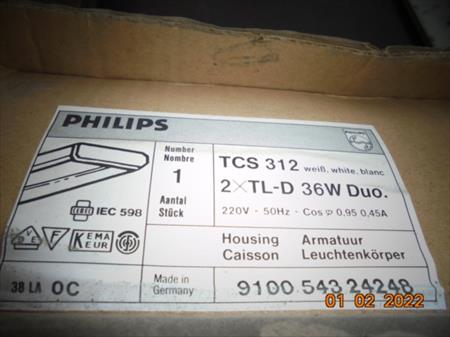 PHILIPS
Number
Nombre
1
Aantal
Stück
TCS 312 weiß, white, blanc
2×TL-D 36W Duo.
220V - 50Hz - Cos φ 0,95 0,45A
IEC 598
KEMA
EUR
Housing Armatuur
Caisson Leuchtenkörper
38 LA OC
Made in
Germany
9100 543 24248
01 02 2022